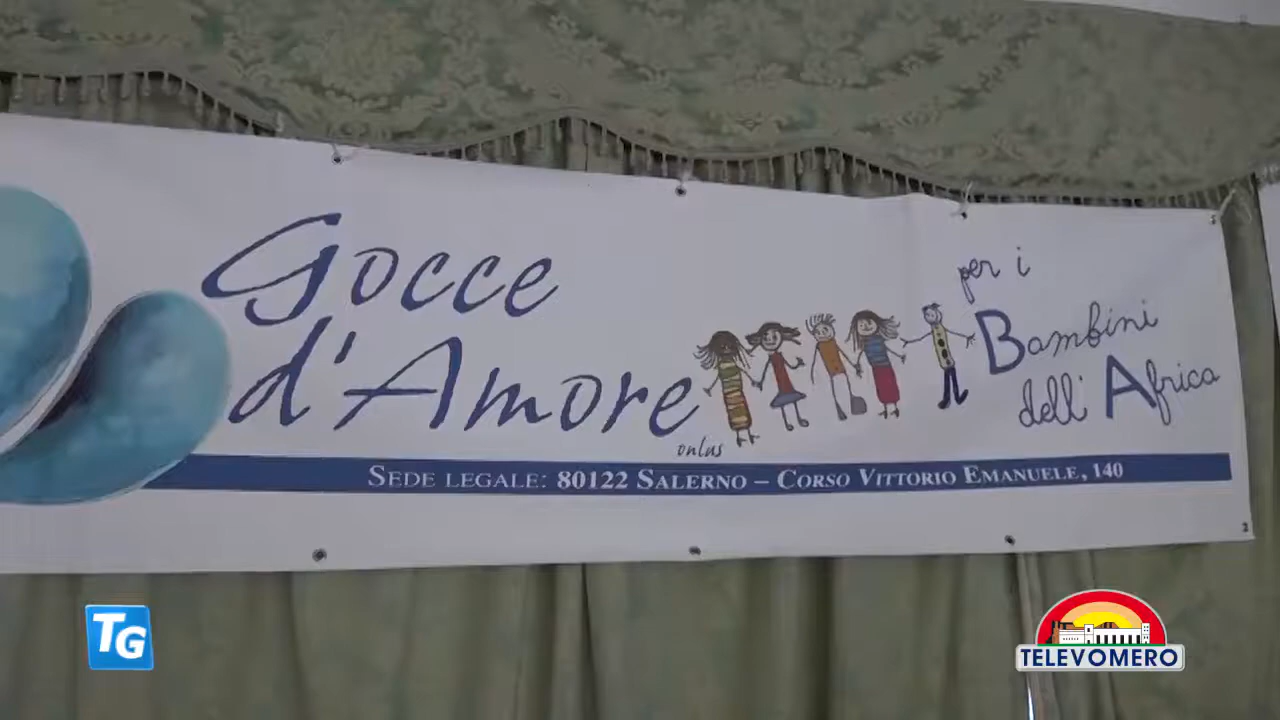 Gocce
d'Amore
onlus
per i
Bambini
dell'Africa
SEDE LEGALE: 80122 SALERNO – CORSO VITTORIO EMANUELE, 140
TG
TELEVOMERO